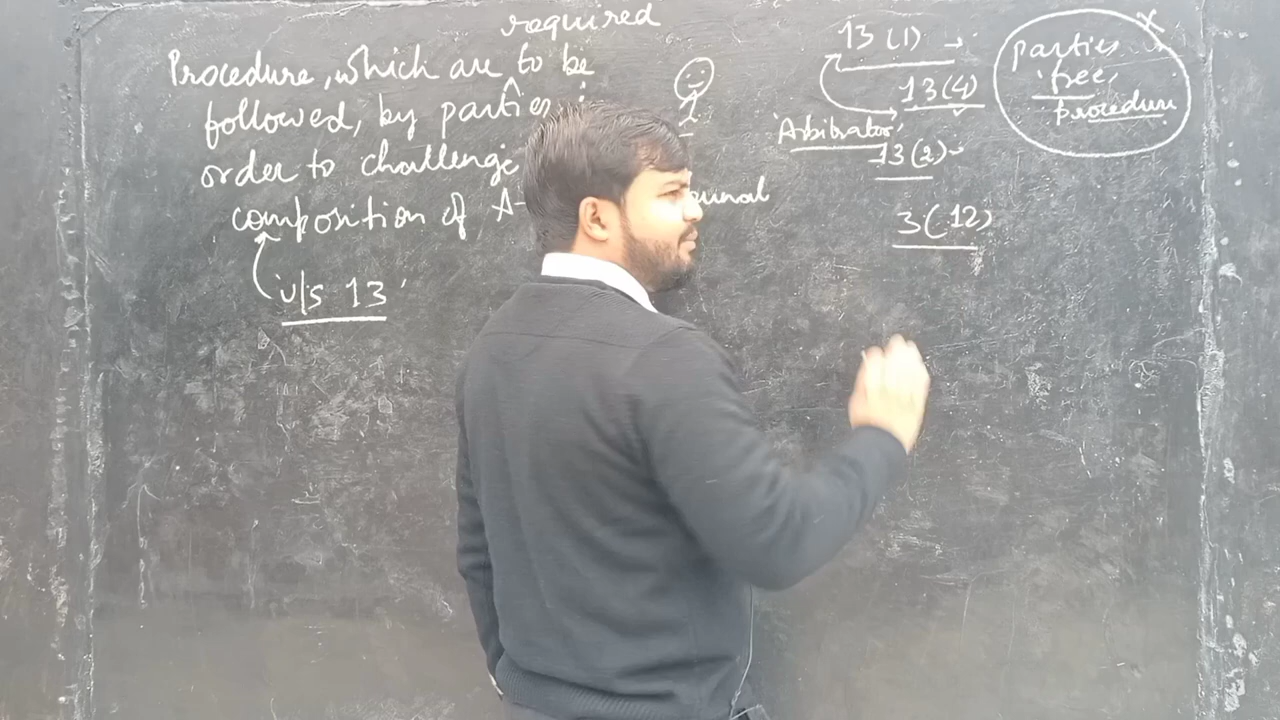 required
Procedure, which are ^ to be
followed, by parties
order to challenge
composition of A-
u/s 13
13 (1) →
13 (4)
'Arbitrator'
13 (2)
3 (12)
parties
free
procedure